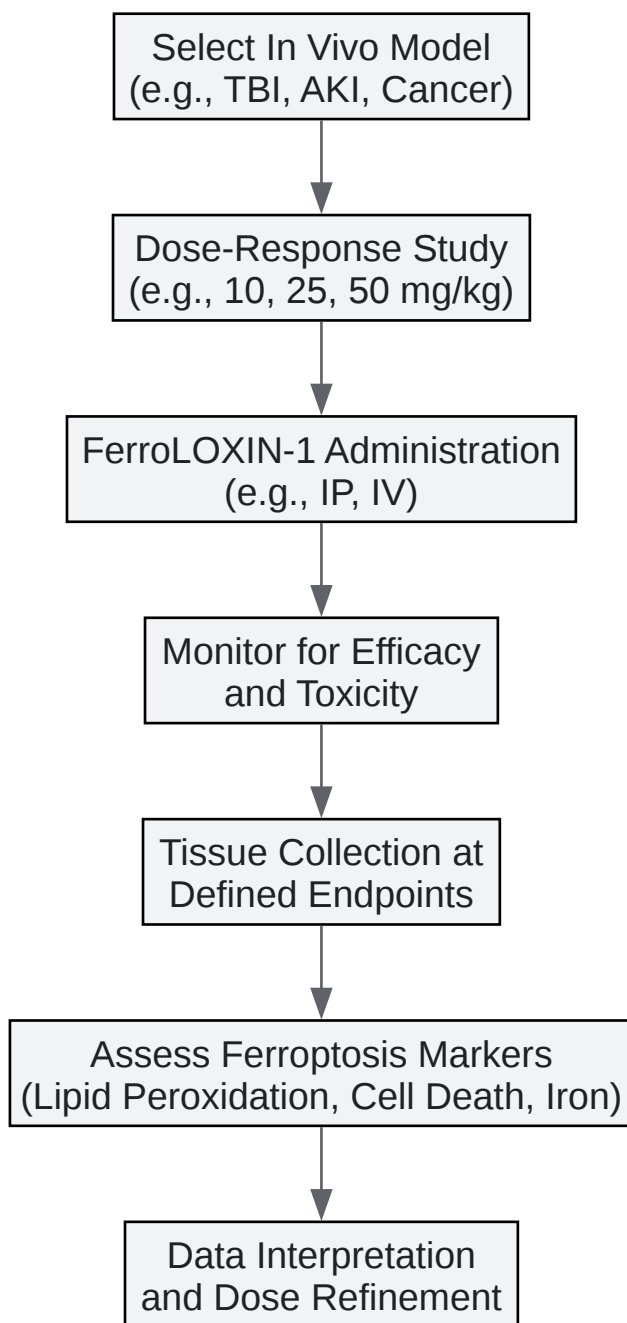 Select In Vivo Model
(e.g., TBI, AKI, Cancer)
Dose-Response Study
(e.g., 10, 25, 50 mg/kg)
FerroLOXIN-1 Administration
(e.g., IP, IV)
Monitor for Efficacy
and Toxicity
Tissue Collection at
Defined Endpoints
Assess Ferroptosis Markers
(Lipid Peroxidation, Cell Death, Iron)
Data Interpretation
and Dose Refinement